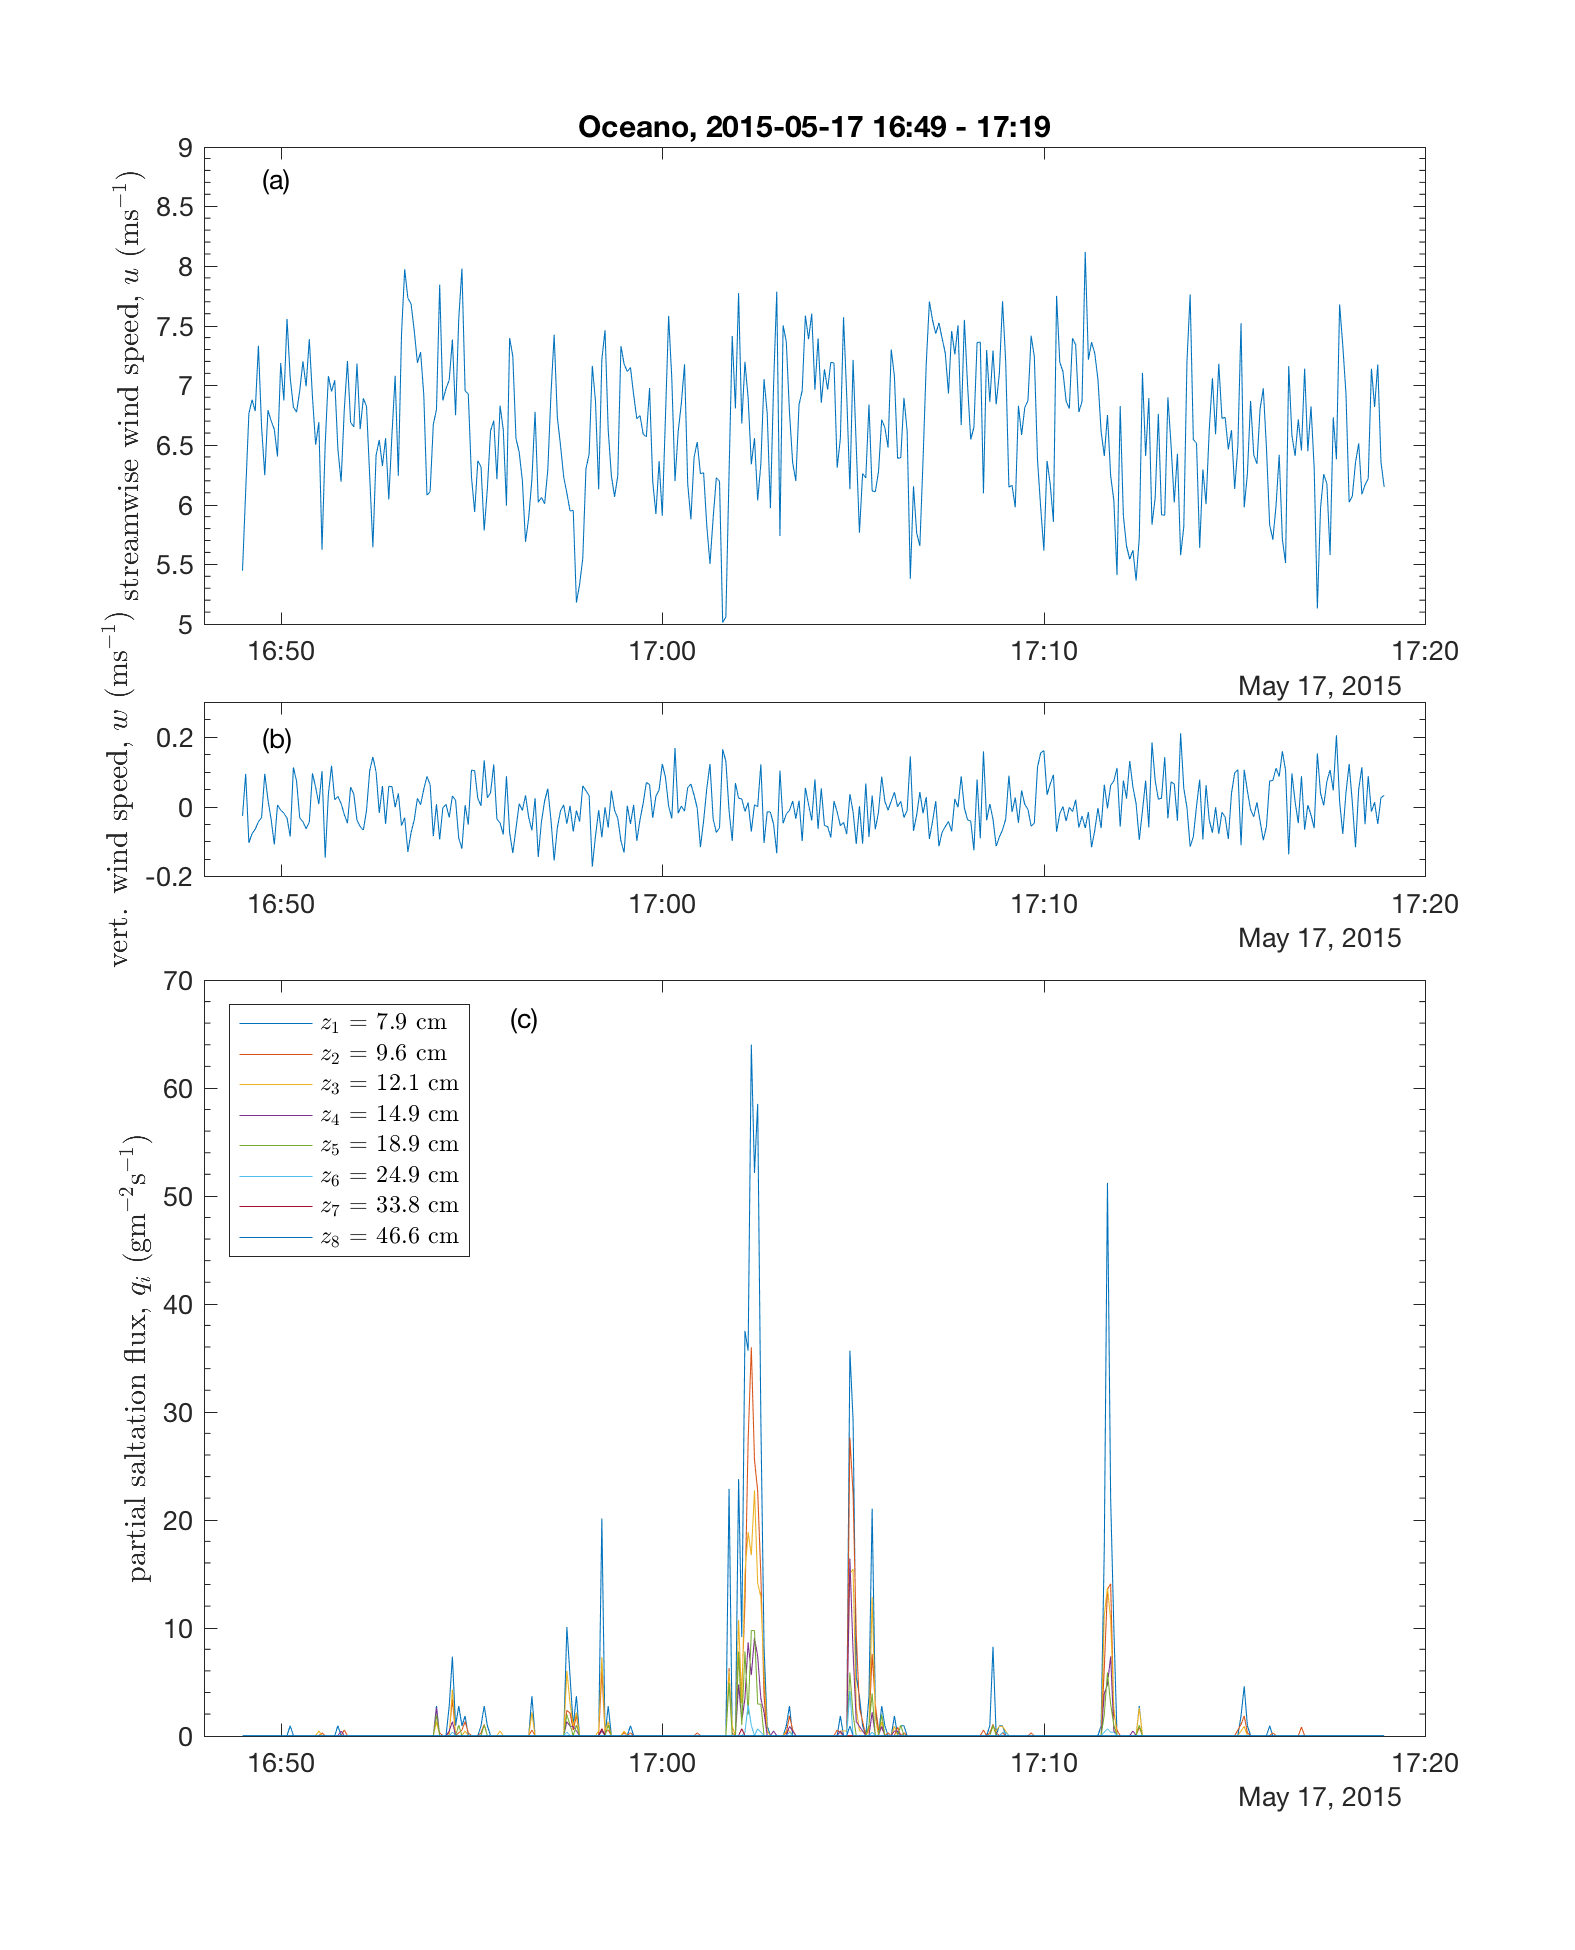 Oceano, 2015-05-17 16:49 - 17:19
(a)
streamwise wind speed, u (ms⁻¹)
9
8.5
8
7.5
7
6.5
6
5.5
5
16:50 17:00 17:10 17:20
May 17, 2015
(b)
vert. wind speed, w (ms⁻¹)
0.2
0
-0.2
16:50 17:00 17:10 17:20
May 17, 2015
(c)
partial saltation flux, qᵢ (gm⁻²s⁻¹)
70
60
50
40
30
20
10
0
z₁ = 7.9 cm
z₂ = 9.6 cm
z₃ = 12.1 cm
z₄ = 14.9 cm
z₅ = 18.9 cm
z₆ = 24.9 cm
z₇ = 33.8 cm
z₈ = 46.6 cm
16:50 17:00 17:10 17:20
May 17, 2015